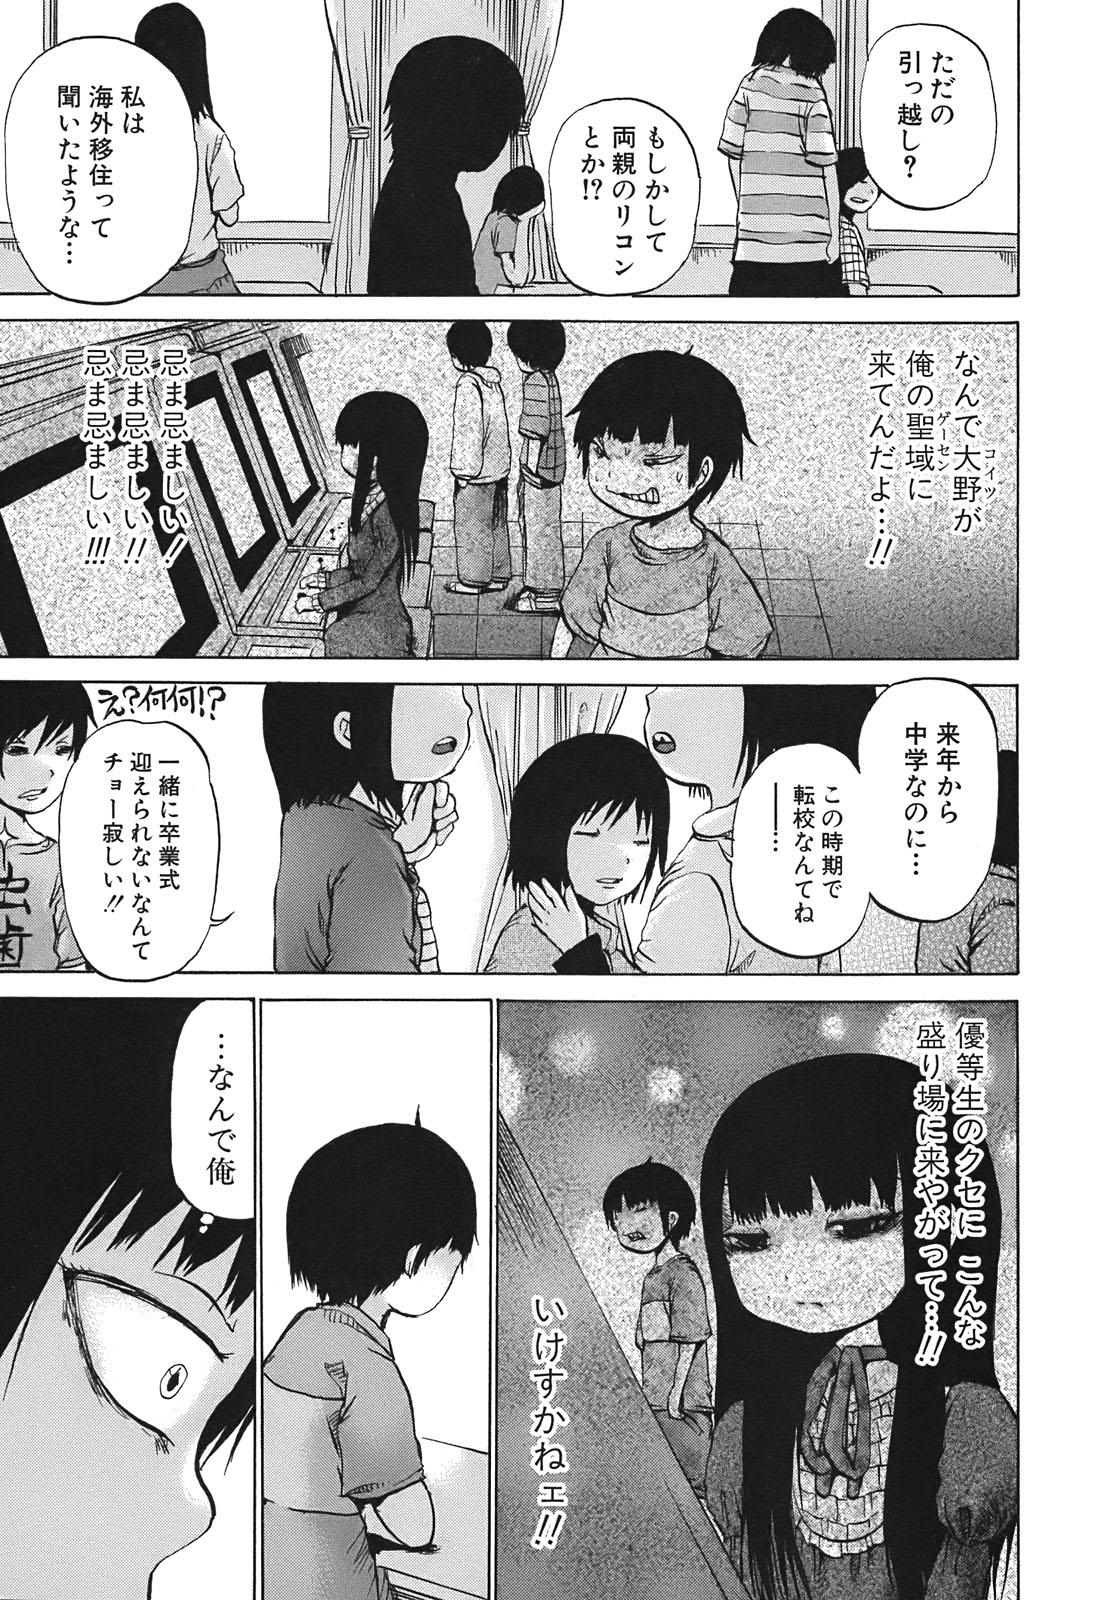 ただの
引っ越し？
もしかして
両親のリコン
とか!?
私は
海外移住って
聞いたような…
なんで大野が
コイツ
俺の聖域に
ゲーセン
来てんだよ…!!
忌ま忌ましい!
忌ま忌ましい!!
忌ま忌ましい!!!
来年から
中学なのに…
この時期で
転校なんてね
――…
え?何何!?
一緒に卒業式
迎えられないなんて
チョー寂しい!!
虫歯
優等生のクセに こんな
盛り場に来やがって…!!
いけすかねェ!!
…なんで俺